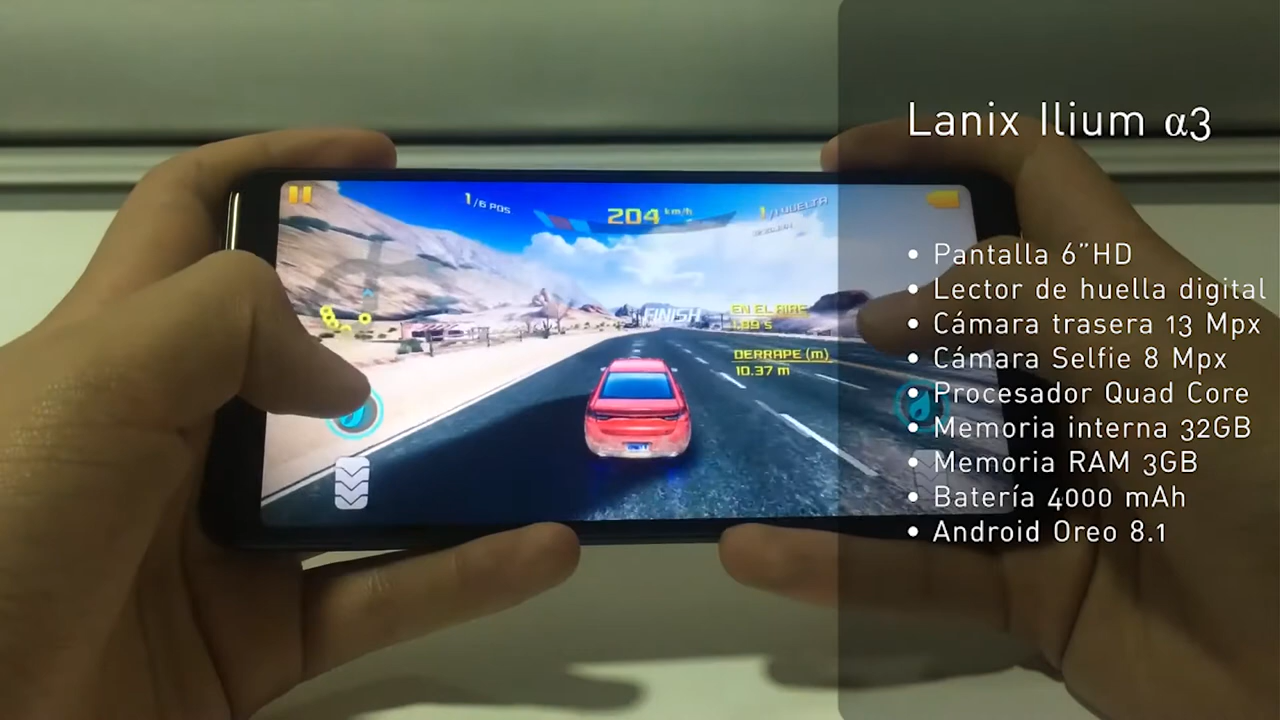 Lanix Ilium α3
• Pantalla 6”HD
• Lector de huella digital
• Cámara trasera 13 Mpx
• Cámara Selfie 8 Mpx
• Procesador Quad Core
• Memoria interna 32GB
• Memoria RAM 3GB
• Batería 4000 mAh
• Android Oreo 8.1
1/6 POS
204 km/h
1/1 VUELTA
FINISH
EN EL AIRE
1.89 s
DERRAPE (m)
10.37 m